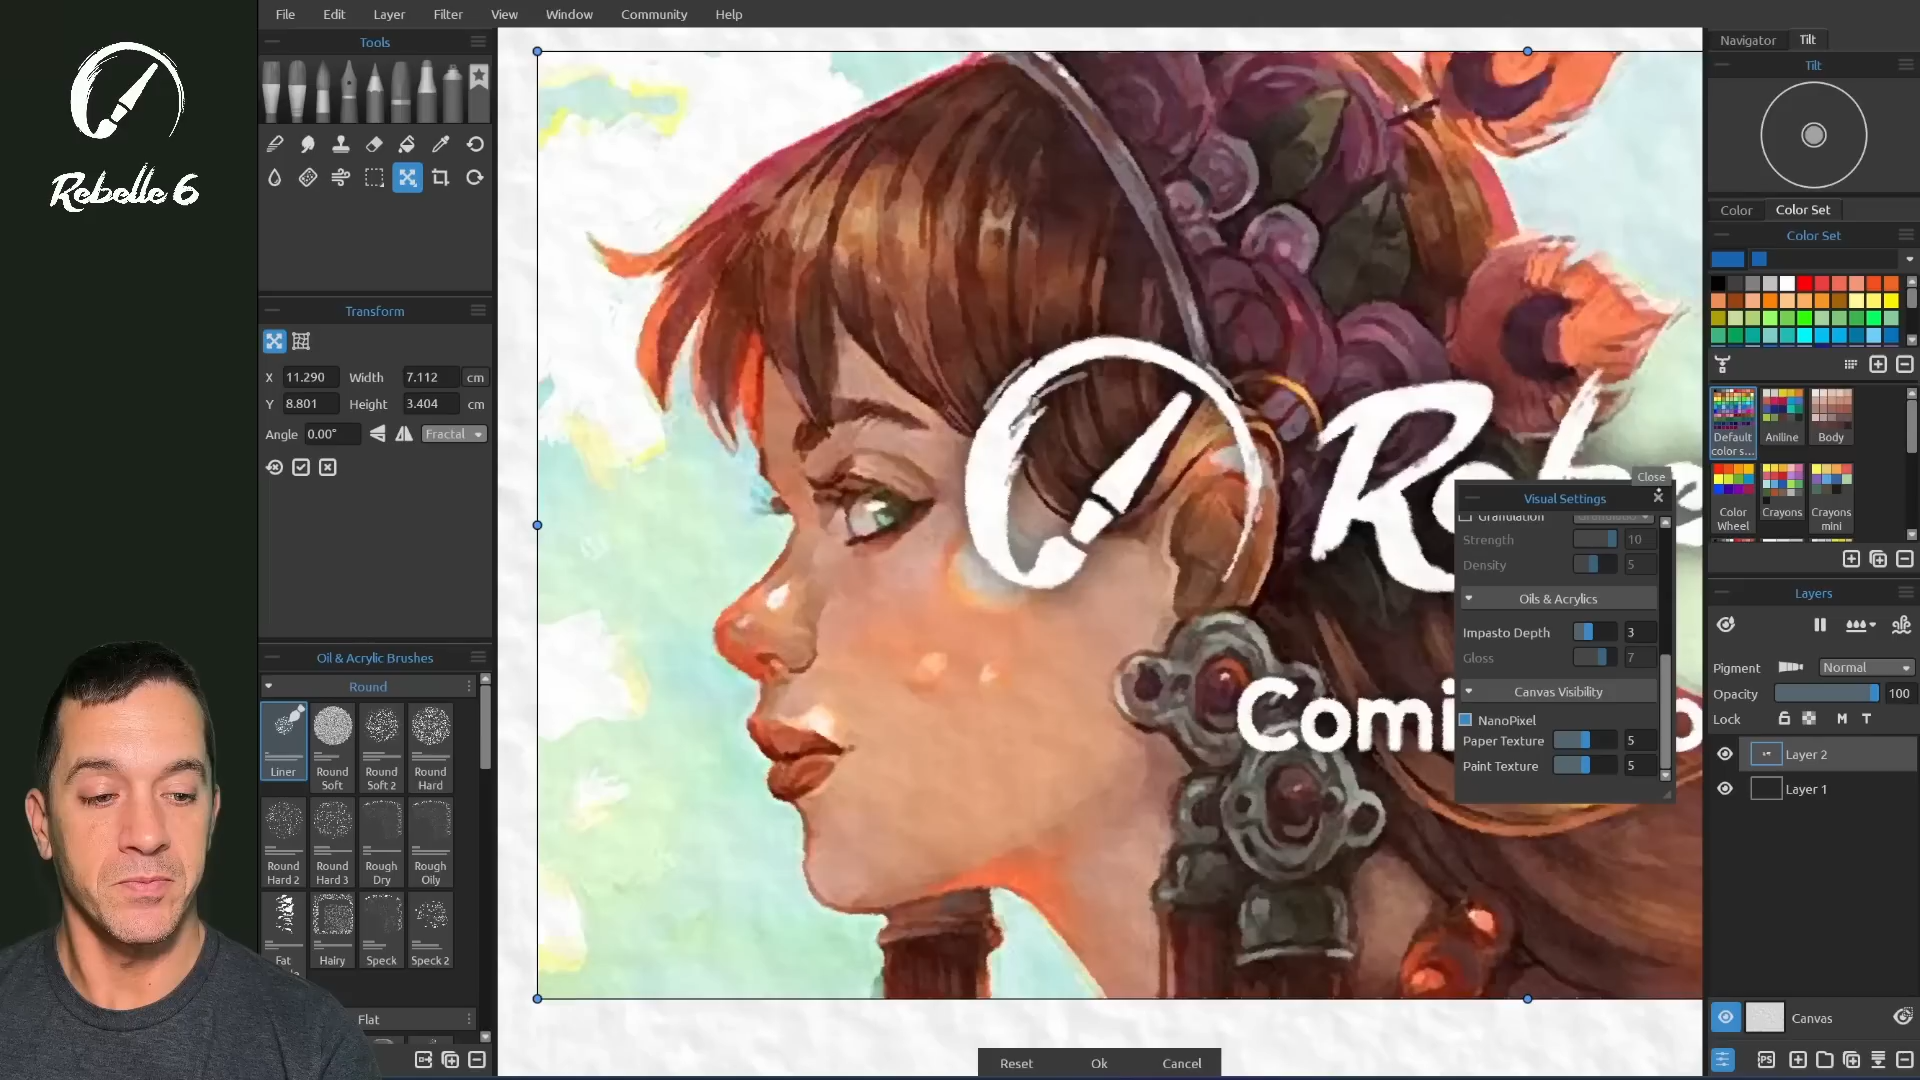 Rebelle 6
File Edit Layer Filter View Window Community Help
Tools
Transform
X 11.290 Width 7.112 cm
Y 8.801 Height 3.404 cm
Angle 0.00° Fractal
Oil & Acrylic Brushes
Round
Liner
Round Soft
Round Soft 2
Round Hard
Round Hard 2
Round Hard 3
Rough Dry
Rough Oily
Fat
Hairy
Speck
Speck 2
Flat
Comi
Close
Visual Settings
Granulation
Strength 10
Density 5
Oils & Acrylics
Impasto Depth 3
Gloss 7
Canvas Visibility
NanoPixel
Paper Texture 5
Paint Texture 5
Reset Ok Cancel
Navigator Tilt
Tilt
Color Color Set
Color Set
Default color s...
Aniline
Body
Color Wheel
Crayons
Crayons mini
Layers
Pigment Normal
Opacity 100
Lock M T
Layer 2
Layer 1
Canvas
PS